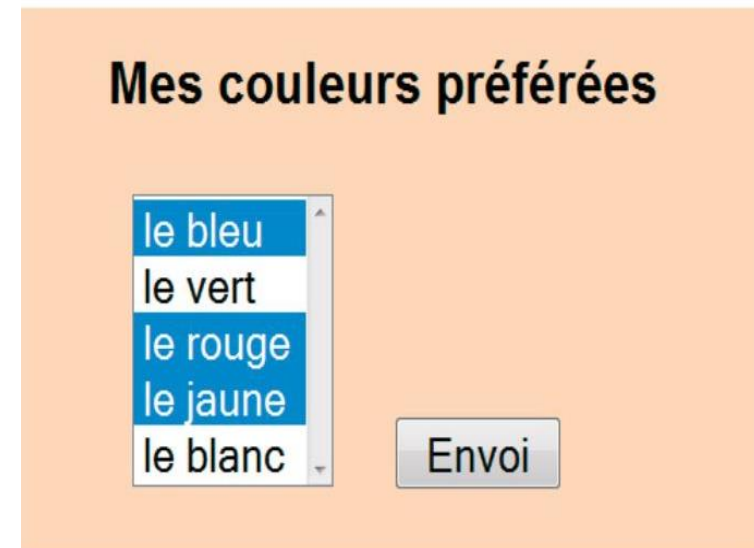 Mes couleurs préférées
le bleu
le vert
le rouge
le jaune
le blanc
Envoi